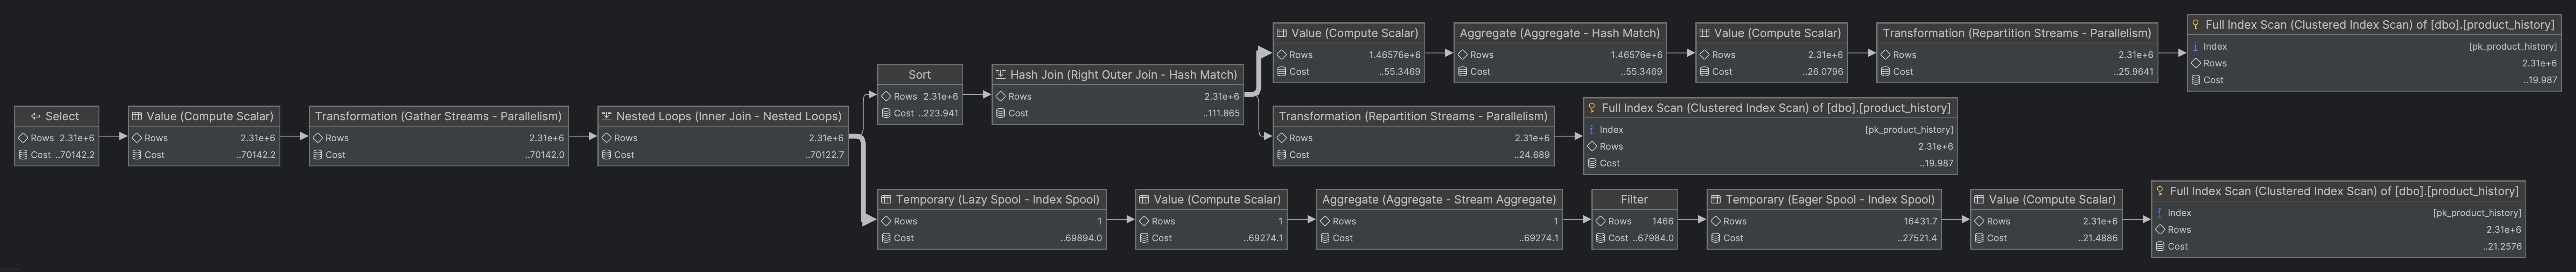 Select
Rows 2.31e+6
Cost ..70142.2
Value (Compute Scalar)
Rows 2.31e+6
Cost ..70142.2
Transformation (Gather Streams - Parallelism)
Rows 2.31e+6
Cost ..70142.0
Nested Loops (Inner Join - Nested Loops)
Rows 2.31e+6
Cost ..70122.7
Sort
Rows 2.31e+6
Cost ..223.941
Hash Join (Right Outer Join - Hash Match)
Rows 2.31e+6
Cost ..111.865
Value (Compute Scalar)
Rows 1.46576e+6
Cost ..55.3469
Aggregate (Aggregate - Hash Match)
Rows 1.46576e+6
Cost ..55.3469
Value (Compute Scalar)
Rows 2.31e+6
Cost ..26.0796
Transformation (Repartition Streams - Parallelism)
Rows 2.31e+6
Cost ..25.9641
Full Index Scan (Clustered Index Scan) of [dbo].[product_history]
Index [pk_product_history]
Rows 2.31e+6
Cost ..19.987
Transformation (Repartition Streams - Parallelism)
Rows 2.31e+6
Cost ..24.689
Full Index Scan (Clustered Index Scan) of [dbo].[product_history]
Index [pk_product_history]
Rows 2.31e+6
Cost ..19.987
Temporary (Lazy Spool - Index Spool)
Rows 1
Cost ..69894.0
Value (Compute Scalar)
Rows 1
Cost ..69274.1
Aggregate (Aggregate - Stream Aggregate)
Rows 1
Cost ..69274.1
Filter
Rows 1466
Cost ..67984.0
Temporary (Eager Spool - Index Spool)
Rows 16431.7
Cost ..27521.4
Value (Compute Scalar)
Rows 2.31e+6
Cost ..21.4886
Full Index Scan (Clustered Index Scan) of [dbo].[product_history]
Index [pk_product_history]
Rows 2.31e+6
Cost ..21.2576